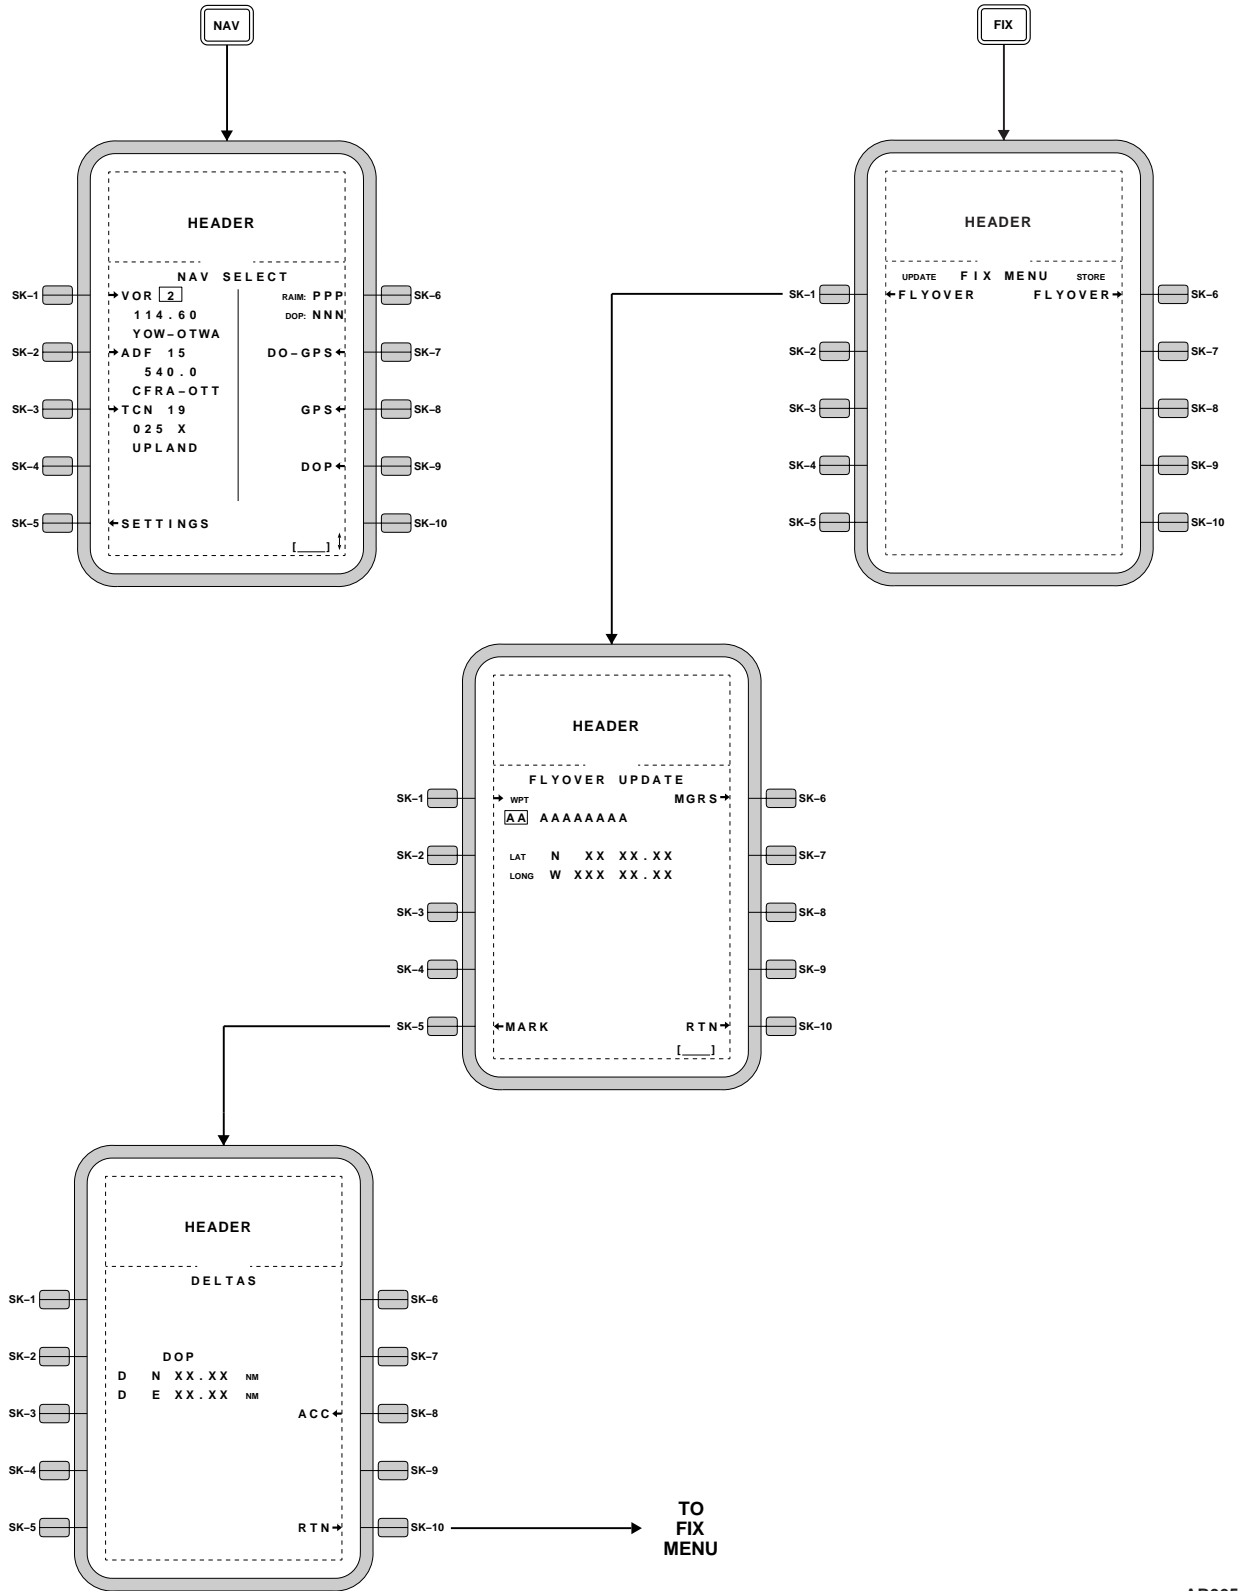 NAV
HEADER
NAV SELECT
SK–1 →VOR 2 RAIM: PPP SK–6
114.60 DOP: NNN
YOW–OTWA
SK–2 →ADF 15 DO–GPS← SK–7
540.0
CFRA–OTT
SK–3 →TCN 19 GPS← SK–8
025 X
UPLAND
SK–4 DOP← SK–9
SK–5 ←SETTINGS SK–10
[____] ↕
FIX
HEADER
UPDATE FIX MENU STORE
SK–1 ←FLYOVER FLYOVER→ SK–6
SK–2 SK–7
SK–3 SK–8
SK–4 SK–9
SK–5 SK–10
HEADER
FLYOVER UPDATE
SK–1 → WPT MGRS→ SK–6
AA AAAAAAAA
SK–2 LAT N XX XX.XX SK–7
LONG W XXX XX.XX
SK–3 SK–8
SK–4 SK–9
SK–5 ←MARK RTN→ SK–10
[____]
HEADER
DELTAS
SK–1 SK–6
SK–2 DOP SK–7
D N XX.XX NM
D E XX.XX NM
SK–3 ACC← SK–8
SK–4 SK–9
SK–5 RTN→ SK–10
TO
FIX
MENU